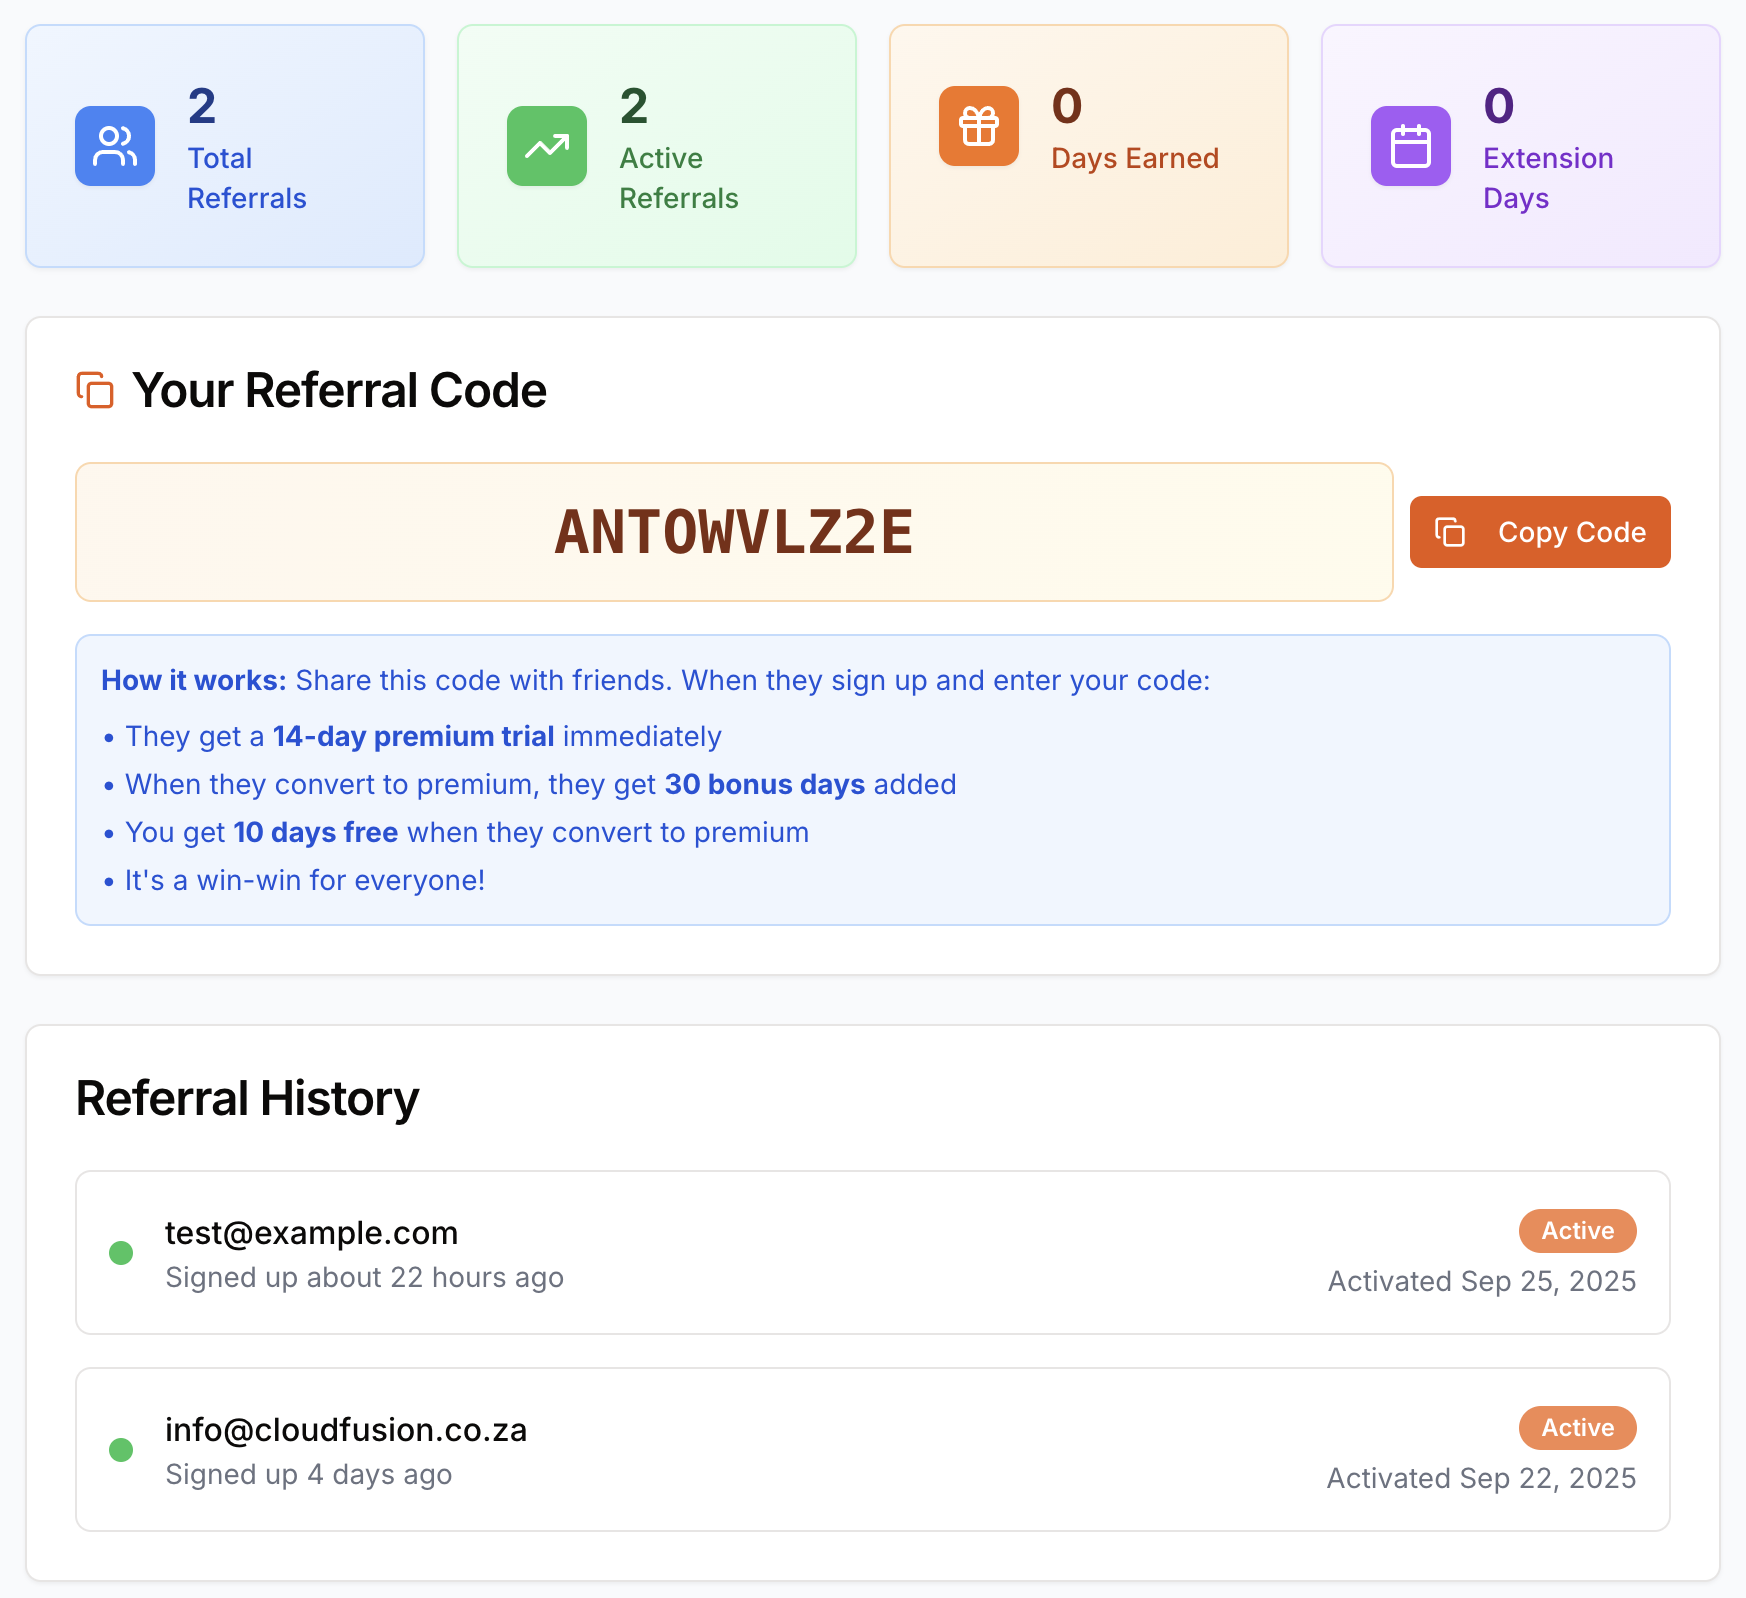 2
Total
Referrals
2
Active
Referrals
0
Days Earned
0
Extension
Days
Your Referral Code
ANTOWVLZ2E
Copy Code
How it works: Share this code with friends. When they sign up and enter your code:
• They get a 14-day premium trial immediately
• When they convert to premium, they get 30 bonus days added
• You get 10 days free when they convert to premium
• It's a win-win for everyone!
Referral History
test@example.com
Signed up about 22 hours ago
Active
Activated Sep 25, 2025
info@cloudfusion.co.za
Signed up 4 days ago
Active
Activated Sep 22, 2025